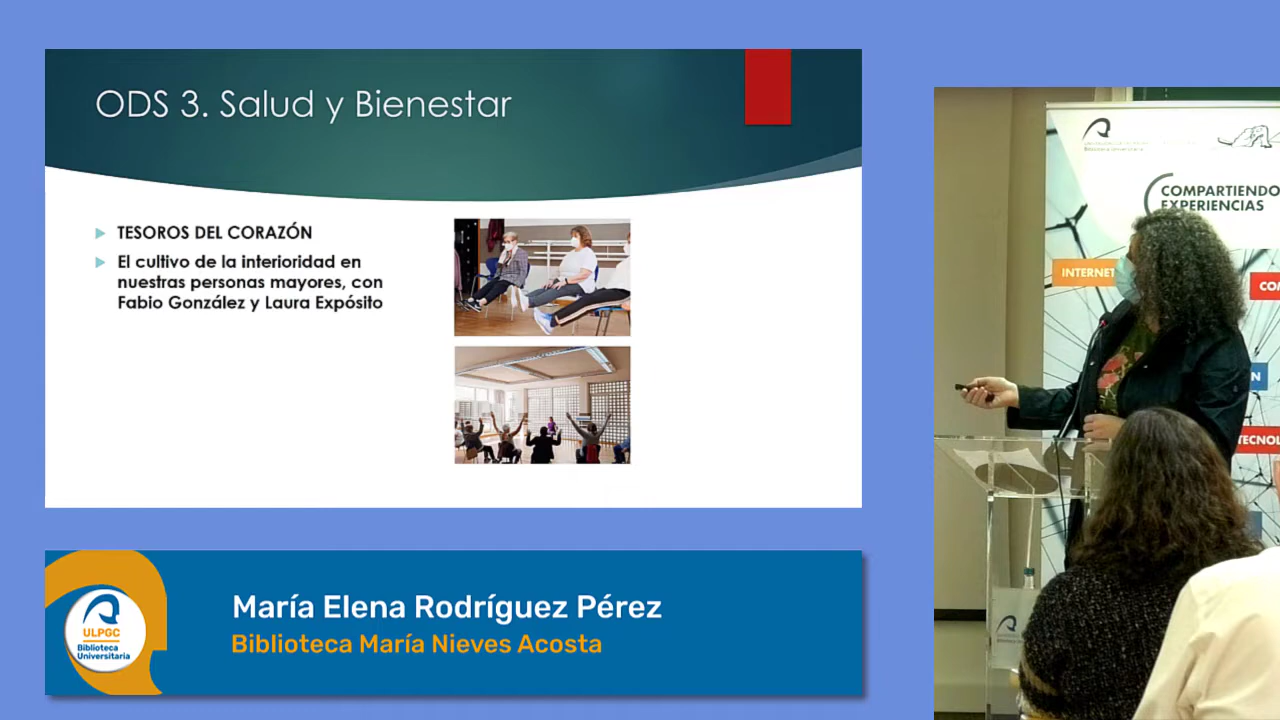 ODS 3. Salud y Bienestar
TESOROS DEL CORAZÓN
El cultivo de la interioridad en
nuestras personas mayores, con
Fabio González y Laura Expósito
María Elena Rodríguez Pérez
Biblioteca María Nieves Acosta
ULPGC
Biblioteca
Universitaria
COMPARTIENDO
EXPERIENCIAS
INTERNET